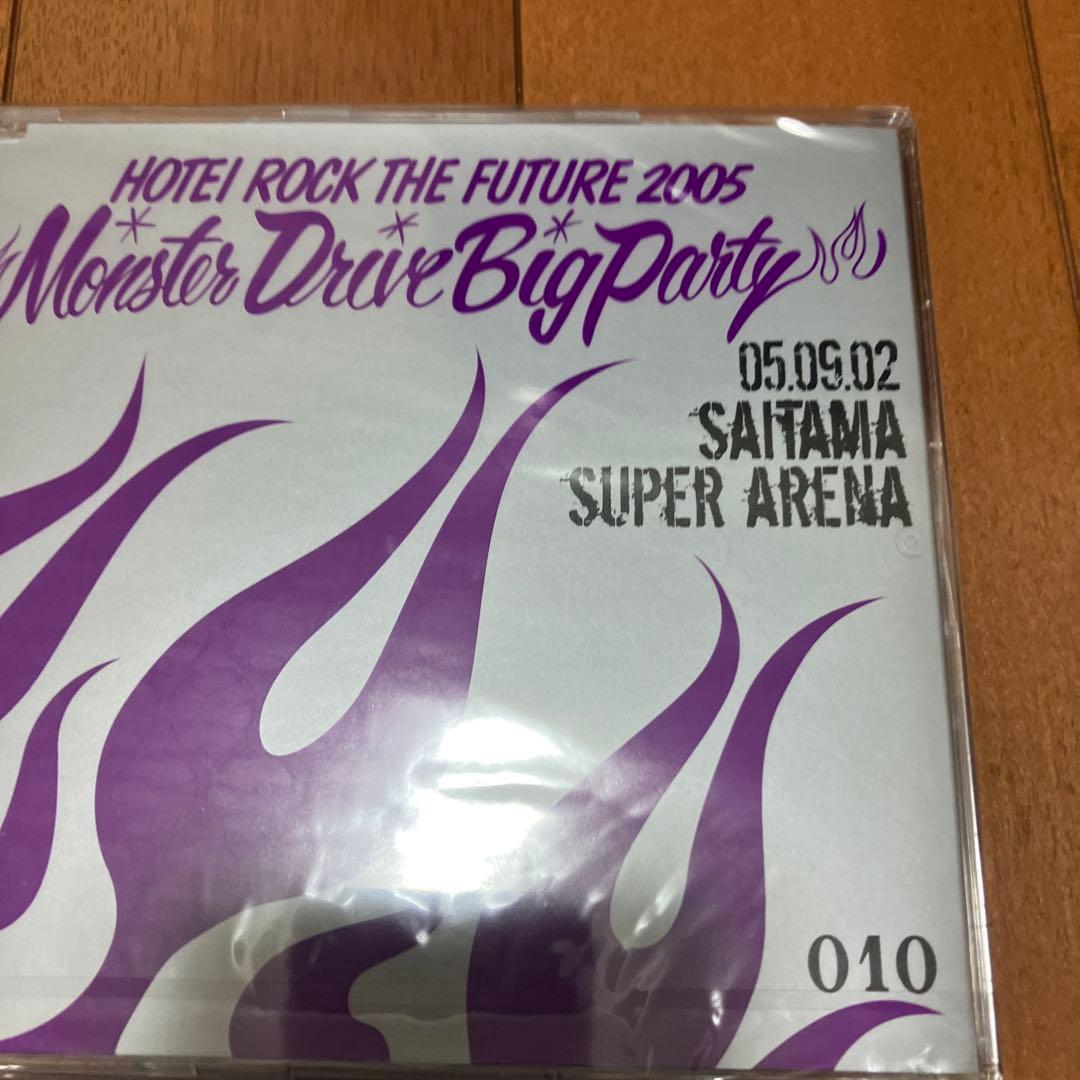 HOTEI ROCK THE FUTURE 2005
Monster Drive Big Party
05.09.02
SAITAMA
SUPER ARENA
010